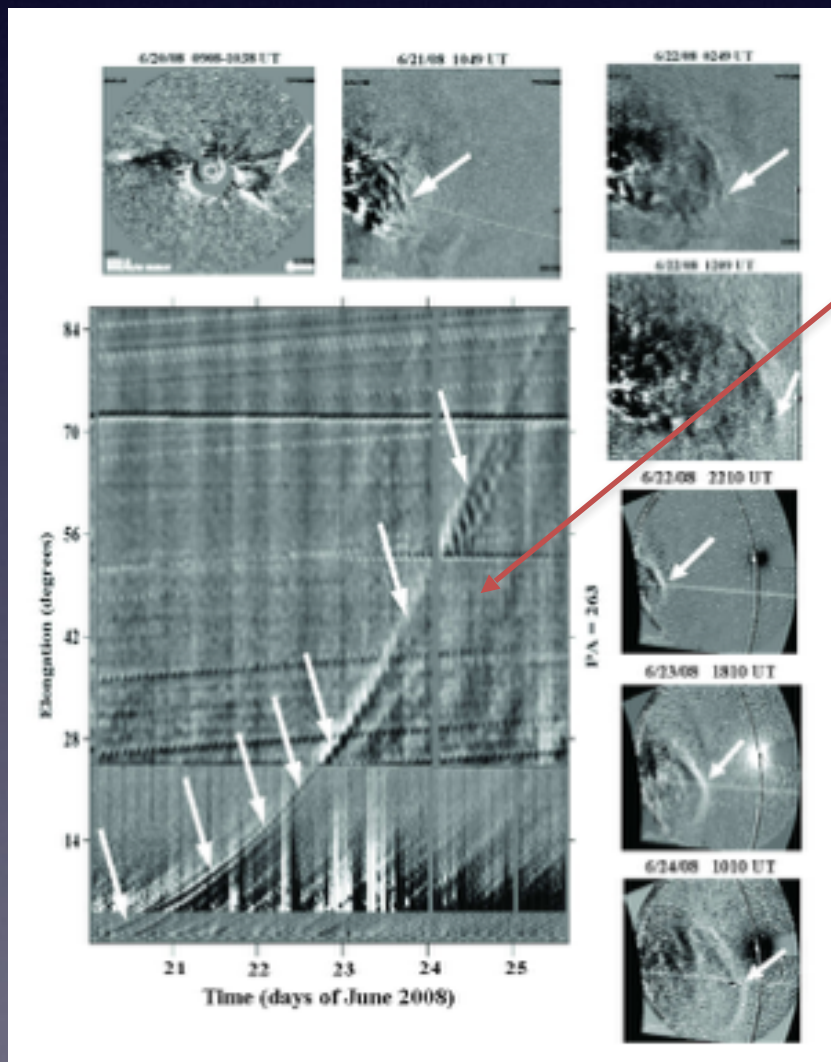 6/20/08 0908-1038 UT
6/21/08 1049 UT
6/22/08 0249 UT
6/22/08 1209 UT
6/22/08 2210 UT
6/23/08 1810 UT
6/24/08 1010 UT
84
70
56
42
28
14
Elongation (degrees)
PA = 263
21 22 23 24 25
Time (days of June 2008)